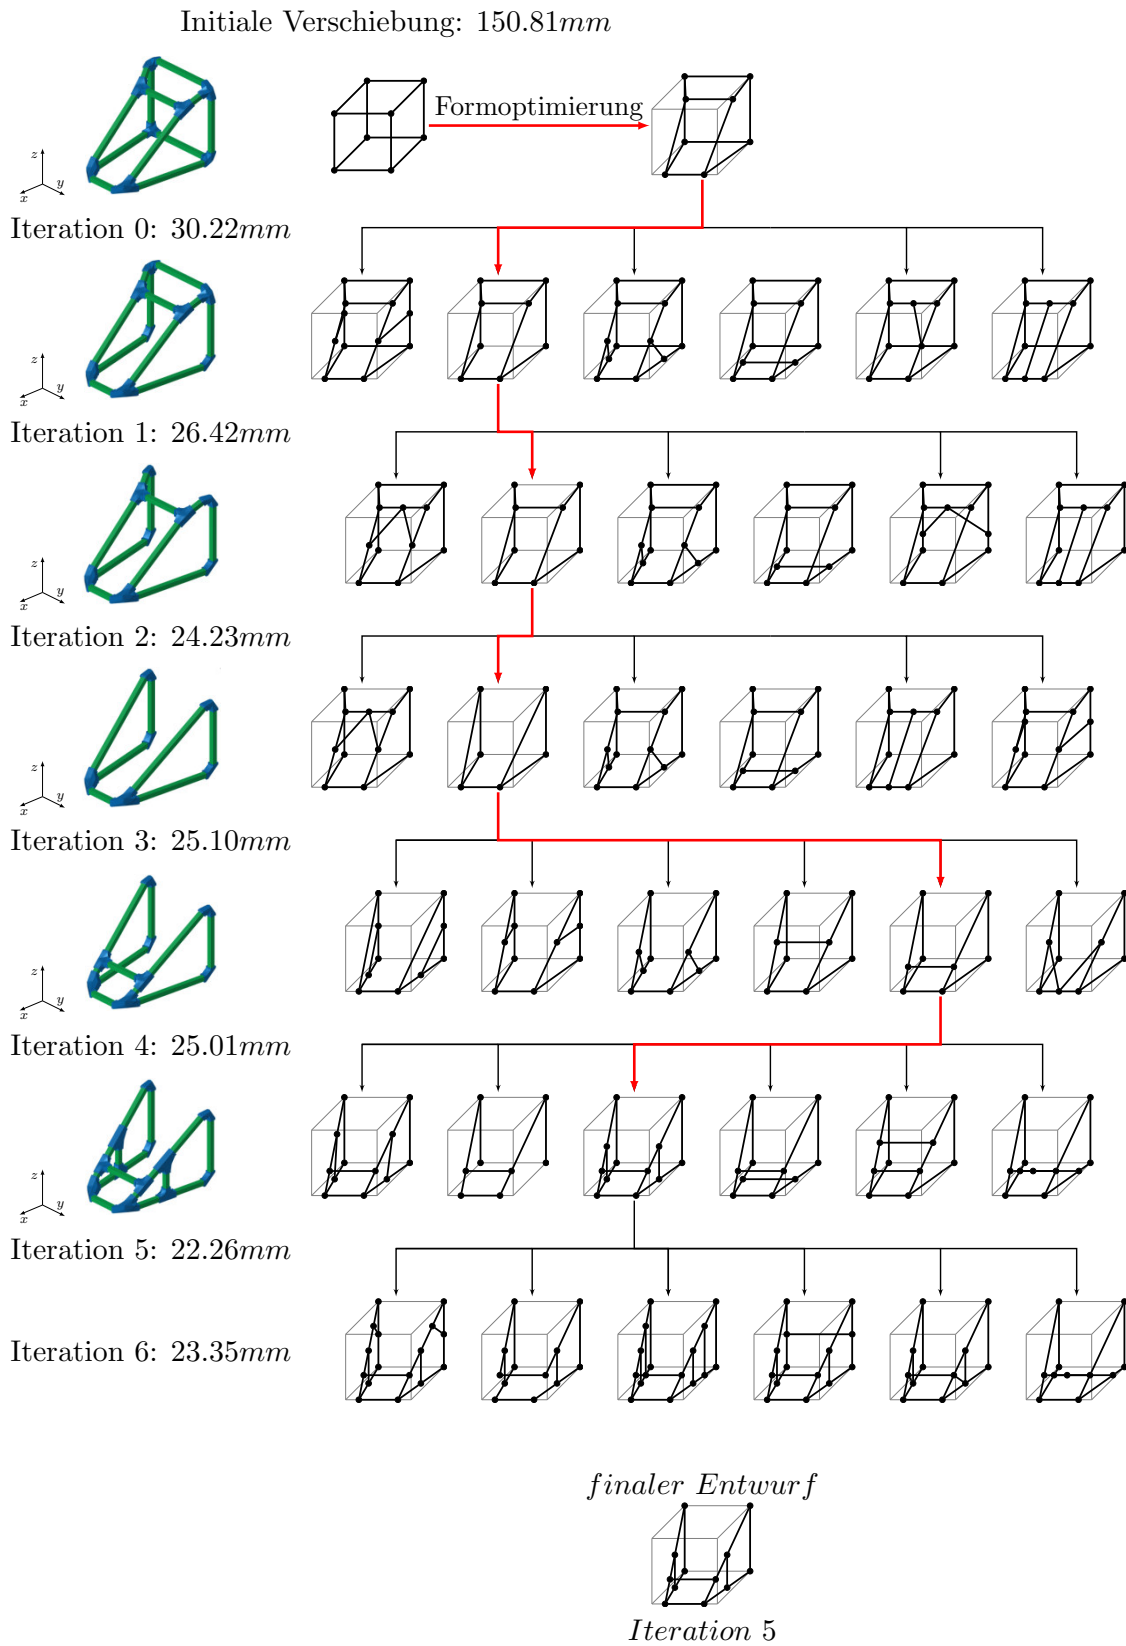 Initiale Verschiebung: 150.81mm
Formoptimierung
z
x
y
Iteration 0: 30.22mm
z
x
y
Iteration 1: 26.42mm
z
x
y
Iteration 2: 24.23mm
z
x
y
Iteration 3: 25.10mm
z
x
y
Iteration 4: 25.01mm
z
x
y
Iteration 5: 22.26mm
Iteration 6: 23.35mm
finaler Entwurf
Iteration 5